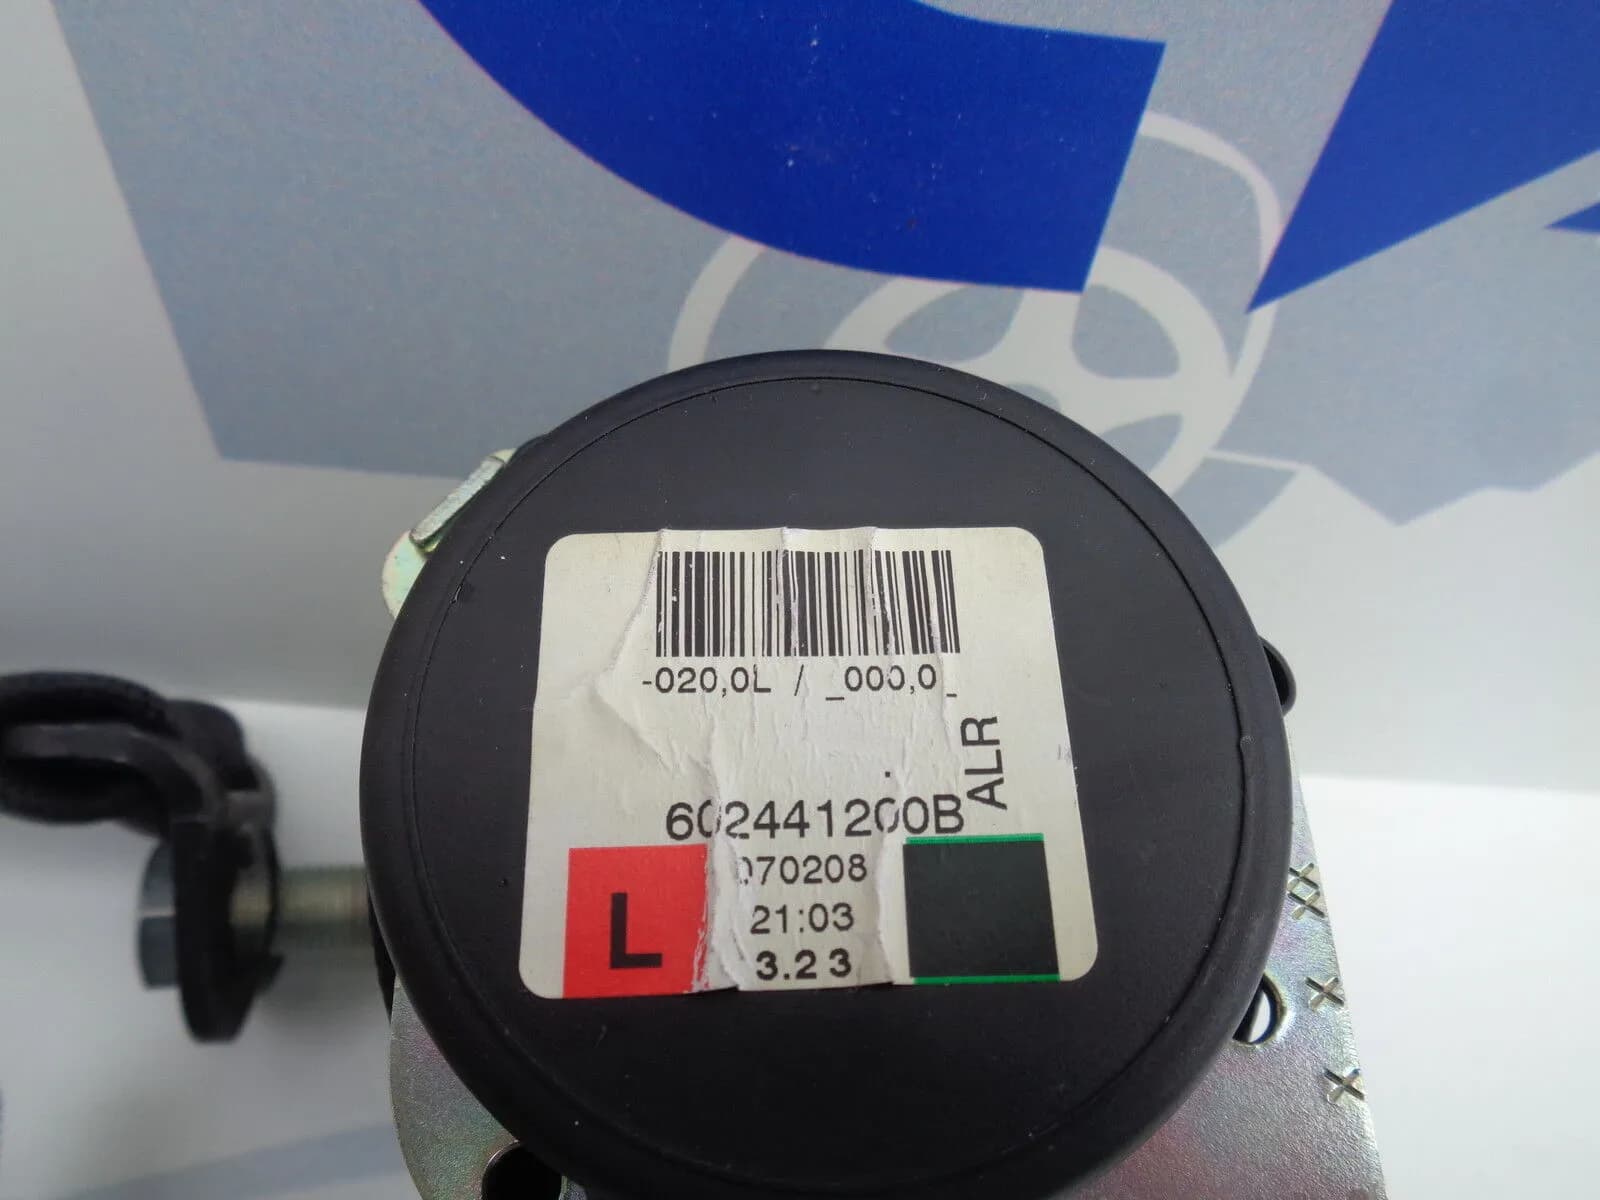 -020,0L / _000,0_
ALR
602441200B
070208
L
21:03
3.23